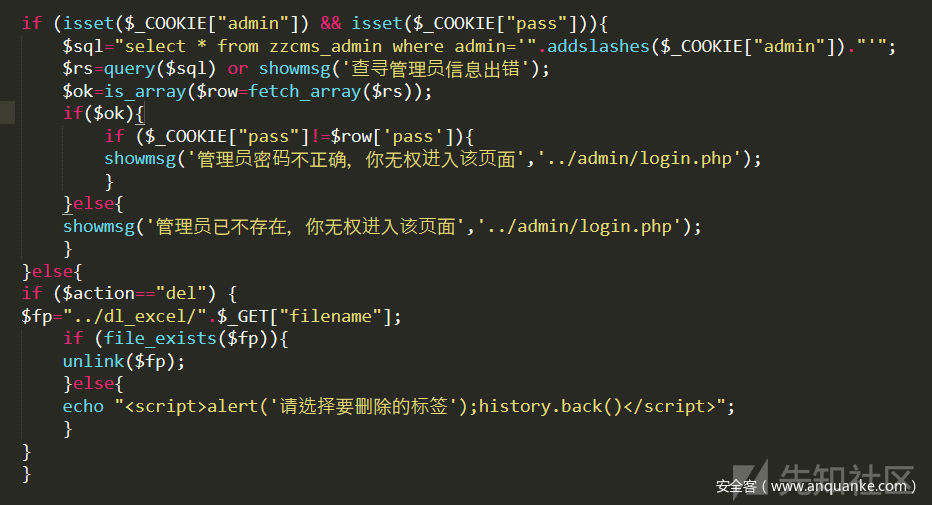 if (isset($_COOKIE["admin"]) && isset($_COOKIE["pass"])){
$sql="select * from zzcms_admin where admin='".addslashes($_COOKIE["admin"])."'";
$rs=query($sql) or showmsg('查寻管理员信息出错');
$ok=is_array($row=fetch_array($rs));
if($ok){
if ($_COOKIE["pass"]!=$row['pass']){
showmsg('管理员密码不正确，你无权进入该页面','../admin/login.php');
}
}else{
showmsg('管理员已不存在，你无权进入该页面','../admin/login.php');
}
}else{
if ($action=="del") {
$fp="../dl_excel/".$_GET["filename"];
if (file_exists($fp)){
unlink($fp);
}else{
echo "<script>alert('请选择要删除的标签');history.back()</script>";
}
}
}
先知社区
安全客（www.anquanke.com）